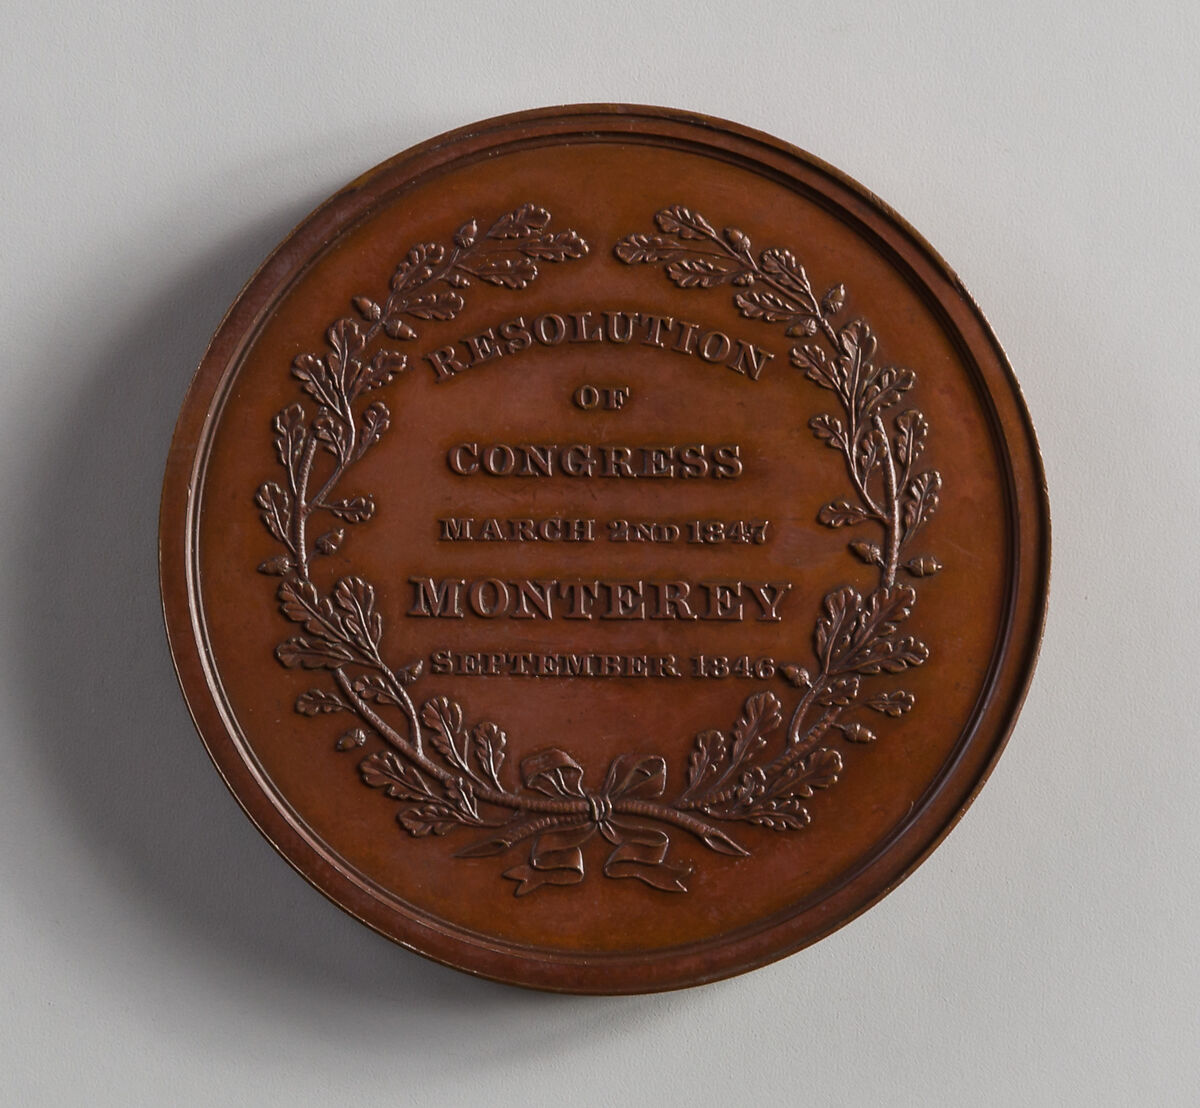 RESOLUTION
OF
CONGRESS
MARCH 2ND 1847
MONTEREY
SEPTEMBER 1846